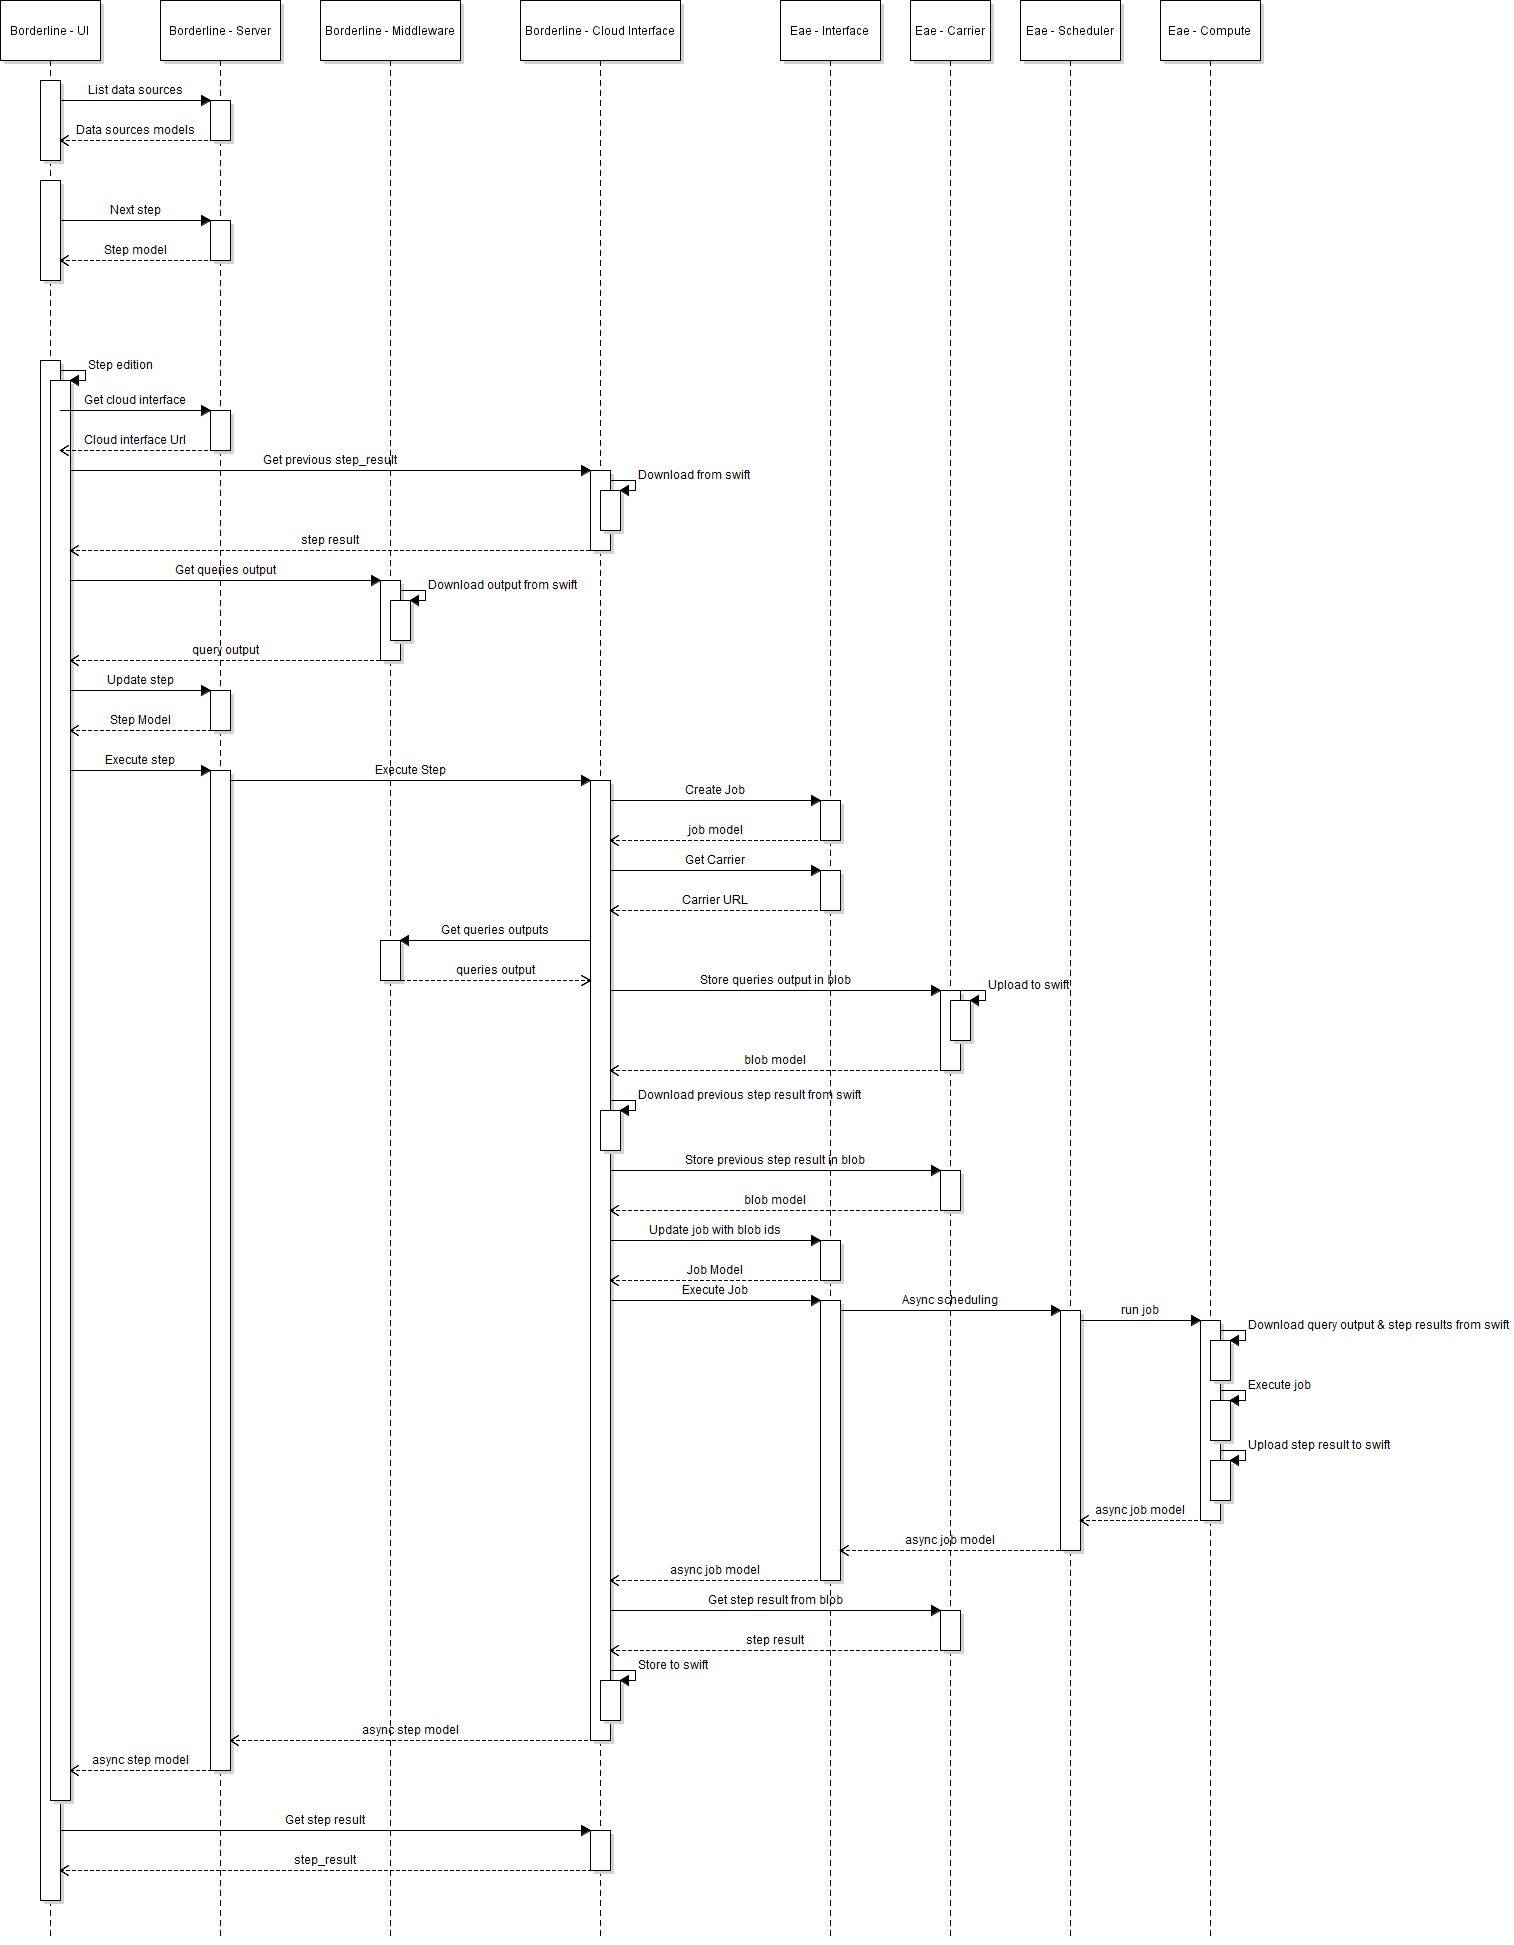 Borderline - UI
Borderline - Server
Borderline - Middleware
Borderline - Cloud Interface
Eae - Interface
Eae - Carrier
Eae - Scheduler
Eae - Compute
List data sources
Data sources models
Next step
Step model
Step edition
Get cloud interface
Cloud interface Url
Get previous step_result
Download from swift
step result
Get queries output
Download output from swift
query output
Update step
Step Model
Execute step
Execute Step
Create Job
job model
Get Carrier
Carrier URL
Get queries outputs
queries output
Store queries output in blob
Upload to swift
blob model
Download previous step result from swift
Store previous step result in blob
blob model
Update job with blob ids
Job Model
Execute Job
Async scheduling
run job
Download query output & step results from swift
Execute job
Upload step result to swift
async job model
async job model
async job model
Get step result from blob
step result
Store to swift
async step model
async step model
Get step result
step_result